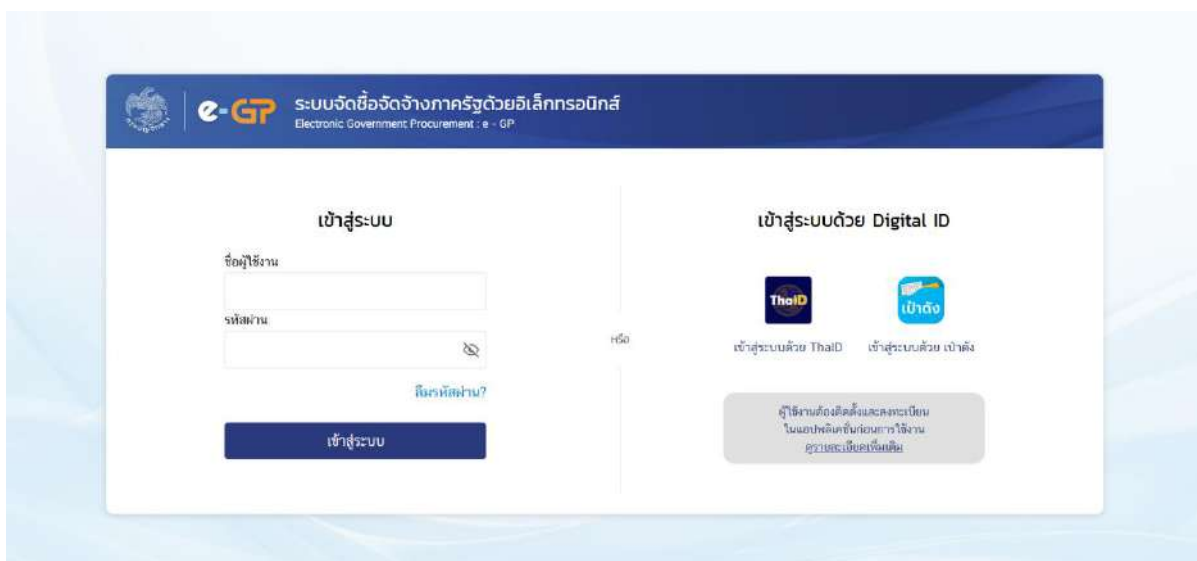 e-GP
ระบบจัดซื้อจัดจ้างภาครัฐด้วยอิเล็กทรอนิกส์
Electronic Government Procurement : e - GP
เข้าสู่ระบบ
ชื่อผู้ใช้งาน
รหัสผ่าน
ลืมรหัสผ่าน?
เข้าสู่ระบบ
หรือ
เข้าสู่ระบบด้วย Digital ID
ThaiD
เป๋าตัง
เข้าสู่ระบบด้วย ThaID
เข้าสู่ระบบด้วย เป๋าตัง
ผู้ใช้งานต้องติดตั้งและลงทะเบียน
ในแอปพลิเคชั่นก่อนการใช้งาน
ดูรายละเอียดเพิ่มเติม